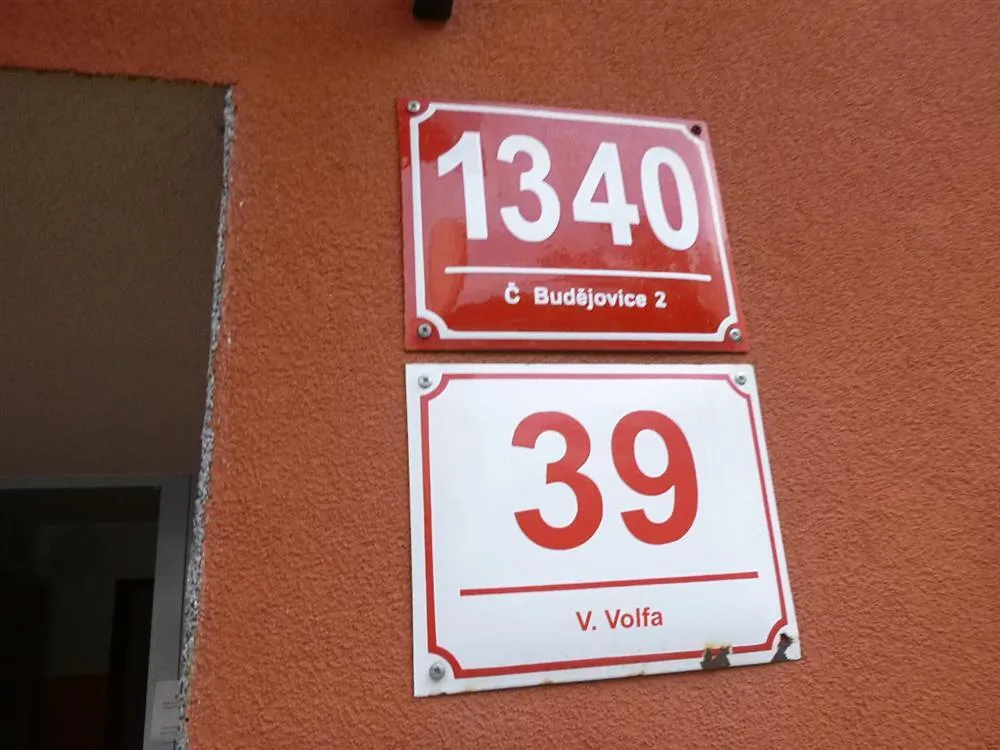 1340
Č Budějovice 2
39
V. Volfa